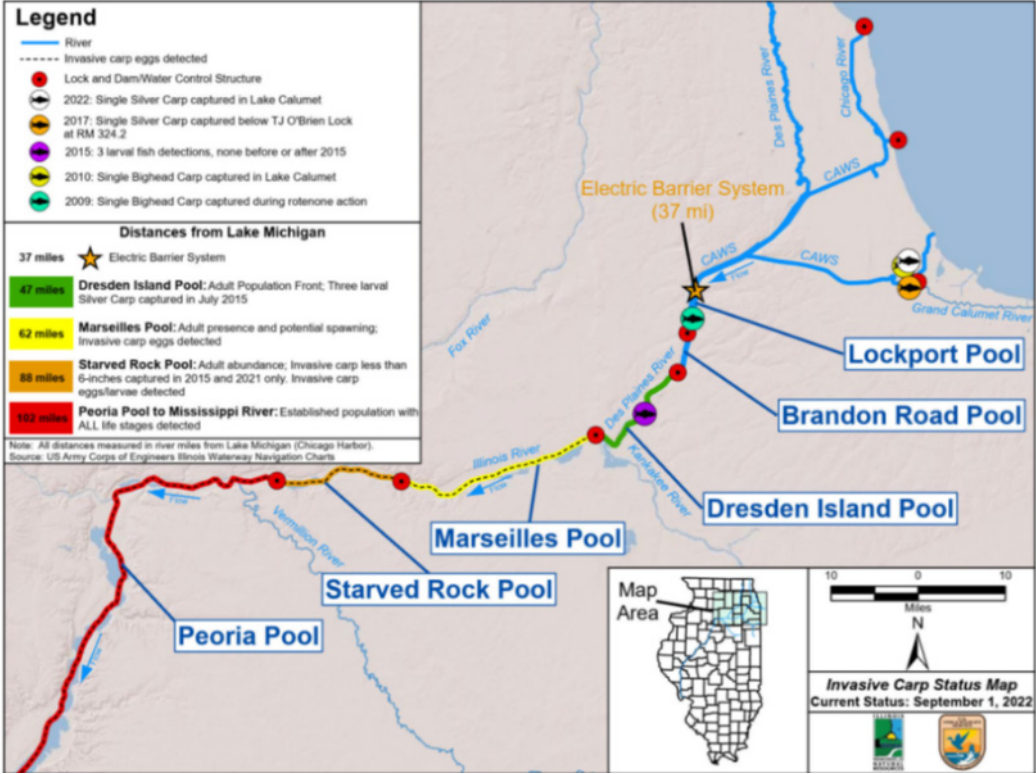 Legend
River
Invasive carp eggs detected
Lock and Dam/Water Control Structure
2022: Single Silver Carp captured in Lake Calumet
2017: Single Silver Carp captured below TJ O'Brien Lock
at RM 324.2
2015: 3 larval fish detections, none before or after 2015
2010: Single Bighead Carp captured in Lake Calumet
2009: Single Bighead Carp captured during rotenone action
Distances from Lake Michigan
37 miles Electric Barrier System
47 miles Dresden Island Pool: Adult Population Front; Three larval
Silver Carp captured in July 2015
62 miles Marseilles Pool: Adult presence and potential spawning;
Invasive carp eggs detected
88 miles Starved Rock Pool: Adult abundance; Invasive carp less than
6-inches captured in 2015 and 2021 only. Invasive carp
eggs/larvae detected
102 miles Peoria Pool to Mississippi River: Established population with
ALL life stages detected
Note: All distances measured in river miles from Lake Michigan (Chicago Harbor).
Source: US Army Corps of Engineers Illinois Waterway Navigation Charts
Des Plaines River
Chicago River
CAWS
Electric Barrier System
(37 mi)
CAWS
CAWS
Flow
Grand Calumet River
Fox River
Lockport Pool
Des Plaines River
Brandon Road Pool
Illinois River
Flow
Kankakee River
Dresden Island Pool
Flow
Marseilles Pool
Vermillion River
Starved Rock Pool
Peoria Pool
Flow
Map
Area
10 0 10
Miles
N
Invasive Carp Status Map
Current Status: September 1, 2022
ILLINOIS
NATURAL
RESOURCES